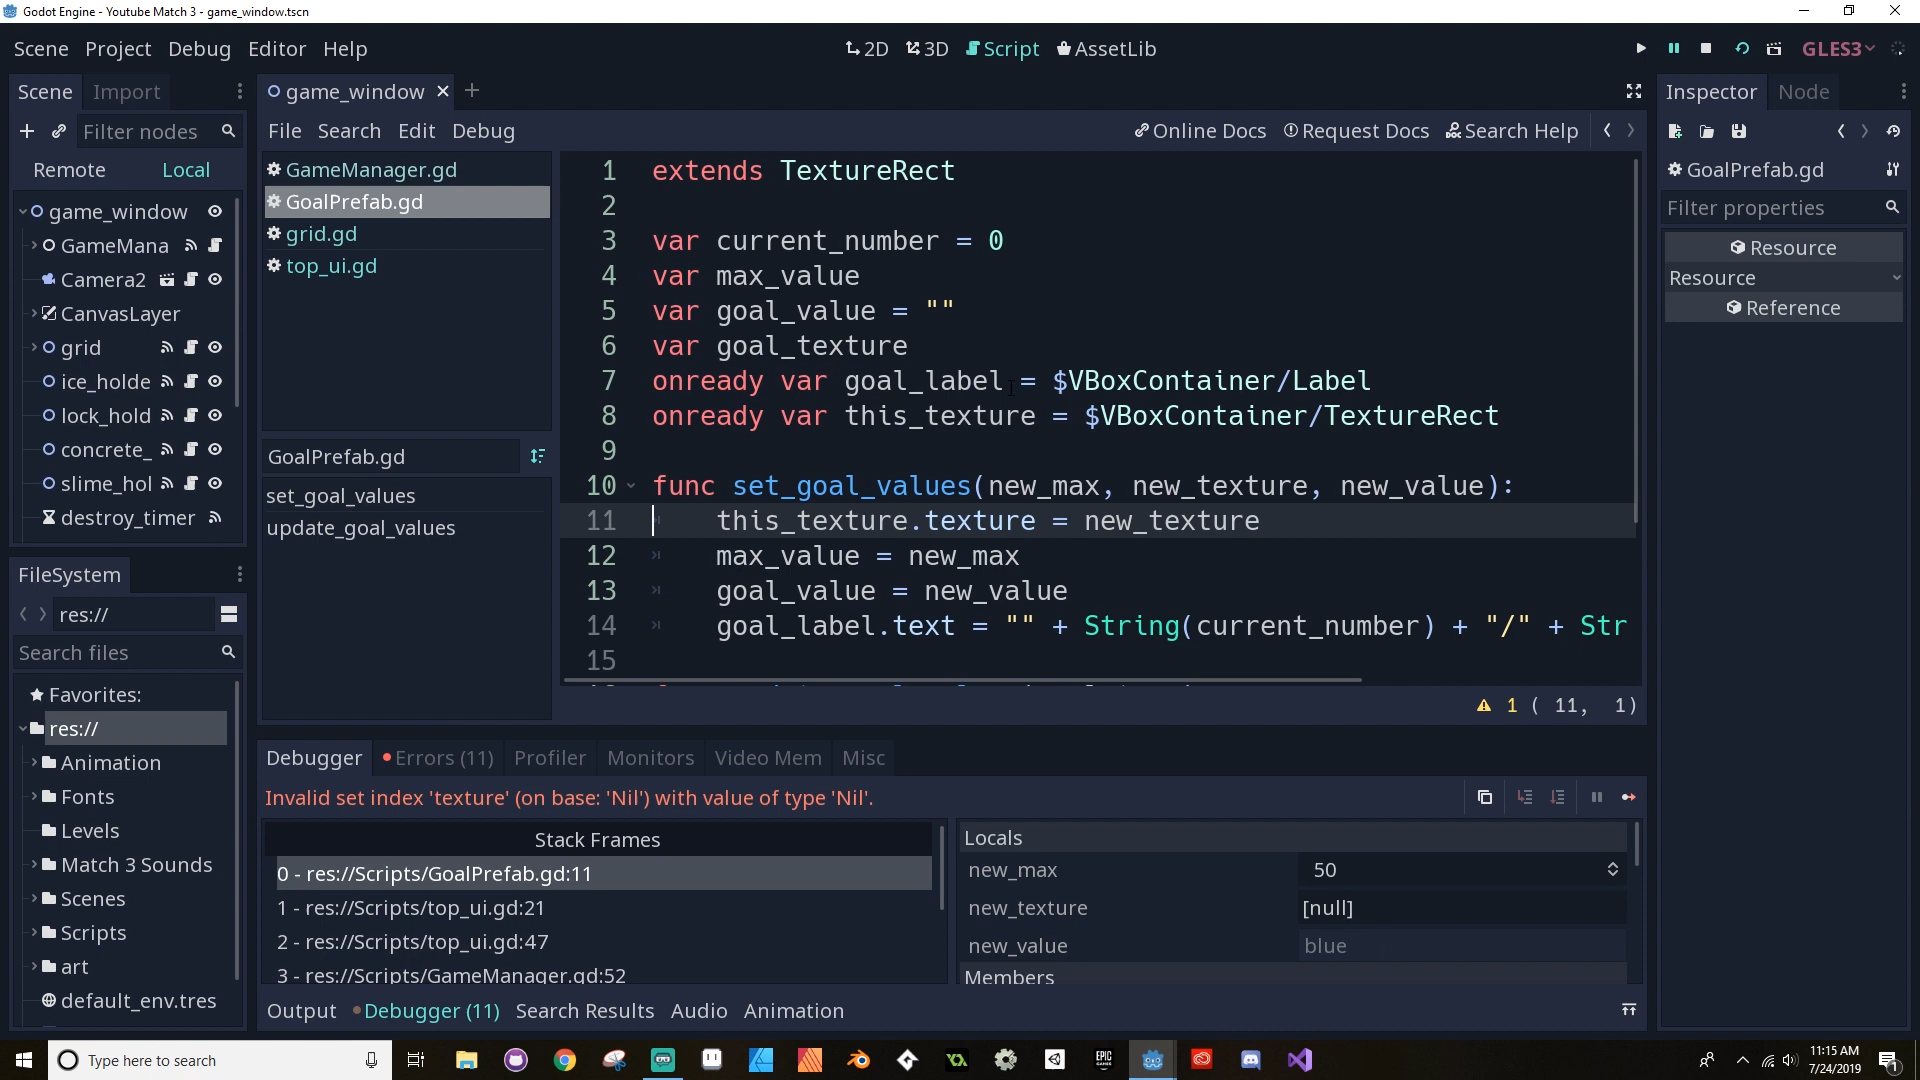 Godot Engine - Youtube Match 3 - game_window.tscn
Scene Project Debug Editor Help
2D 3D Script AssetLib
GLES3
Scene Import
Filter nodes
Remote Local
game_window
GameMana
Camera2
CanvasLayer
grid
ice_holde
lock_hold
concrete_
slime_hol
destroy_timer
FileSystem
res://
Search files
Favorites:
res://
Animation
Fonts
Levels
Match 3 Sounds
Scenes
Scripts
art
default_env.tres
game_window
File Search Edit Debug
Online Docs Request Docs Search Help
GameManager.gd
GoalPrefab.gd
grid.gd
top_ui.gd
GoalPrefab.gd
set_goal_values
update_goal_values
1 extends TextureRect
2
3 var current_number = 0
4 var max_value
5 var goal_value = ""
6 var goal_texture
7 onready var goal_label = $VBoxContainer/Label
8 onready var this_texture = $VBoxContainer/TextureRect
9
10 func set_goal_values(new_max, new_texture, new_value):
11 this_texture.texture = new_texture
12 max_value = new_max
13 goal_value = new_value
14 goal_label.text = "" + String(current_number) + "/" + Str
15
1 ( 11, 1)
Debugger Errors (11) Profiler Monitors Video Mem Misc
Invalid set index 'texture' (on base: 'Nil') with value of type 'Nil'.
Stack Frames
0 - res://Scripts/GoalPrefab.gd:11
1 - res://Scripts/top_ui.gd:21
2 - res://Scripts/top_ui.gd:47
3 - res://Scripts/GameManager.gd:52
Locals
new_max 50
new_texture [null]
new_value blue
Members
Output Debugger (11) Search Results Audio Animation
Inspector Node
GoalPrefab.gd
Filter properties
Resource
Resource
Reference
Type here to search
EPIC GAMES
11:15 AM
7/24/2019
1